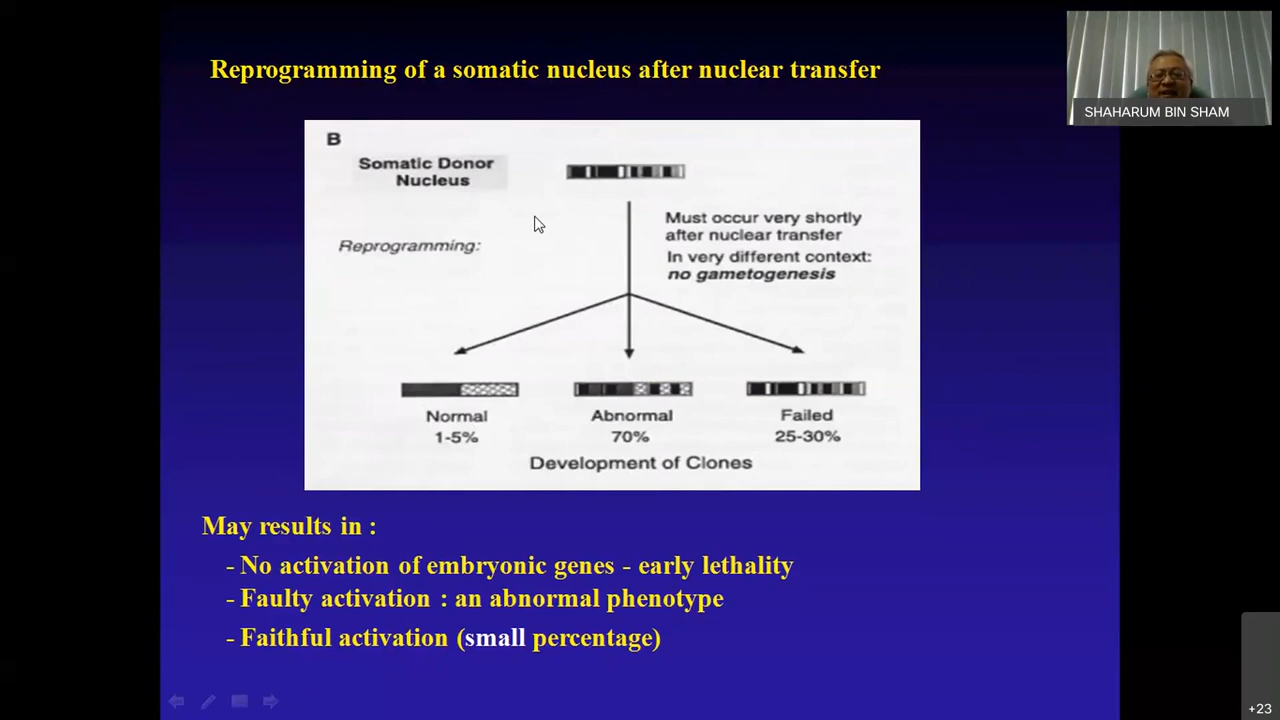 Reprogramming of a somatic nucleus after nuclear transfer
SHAHARUM BIN SHAM
B
Somatic Donor
Nucleus
Must occur very shortly
after nuclear transfer
Reprogramming:
In very different context:
no gametogenesis
Normal
1-5%
Abnormal
70%
Failed
25-30%
Development of Clones
May results in :
- No activation of embryonic genes - early lethality
- Faulty activation : an abnormal phenotype
- Faithful activation (small percentage)
+23